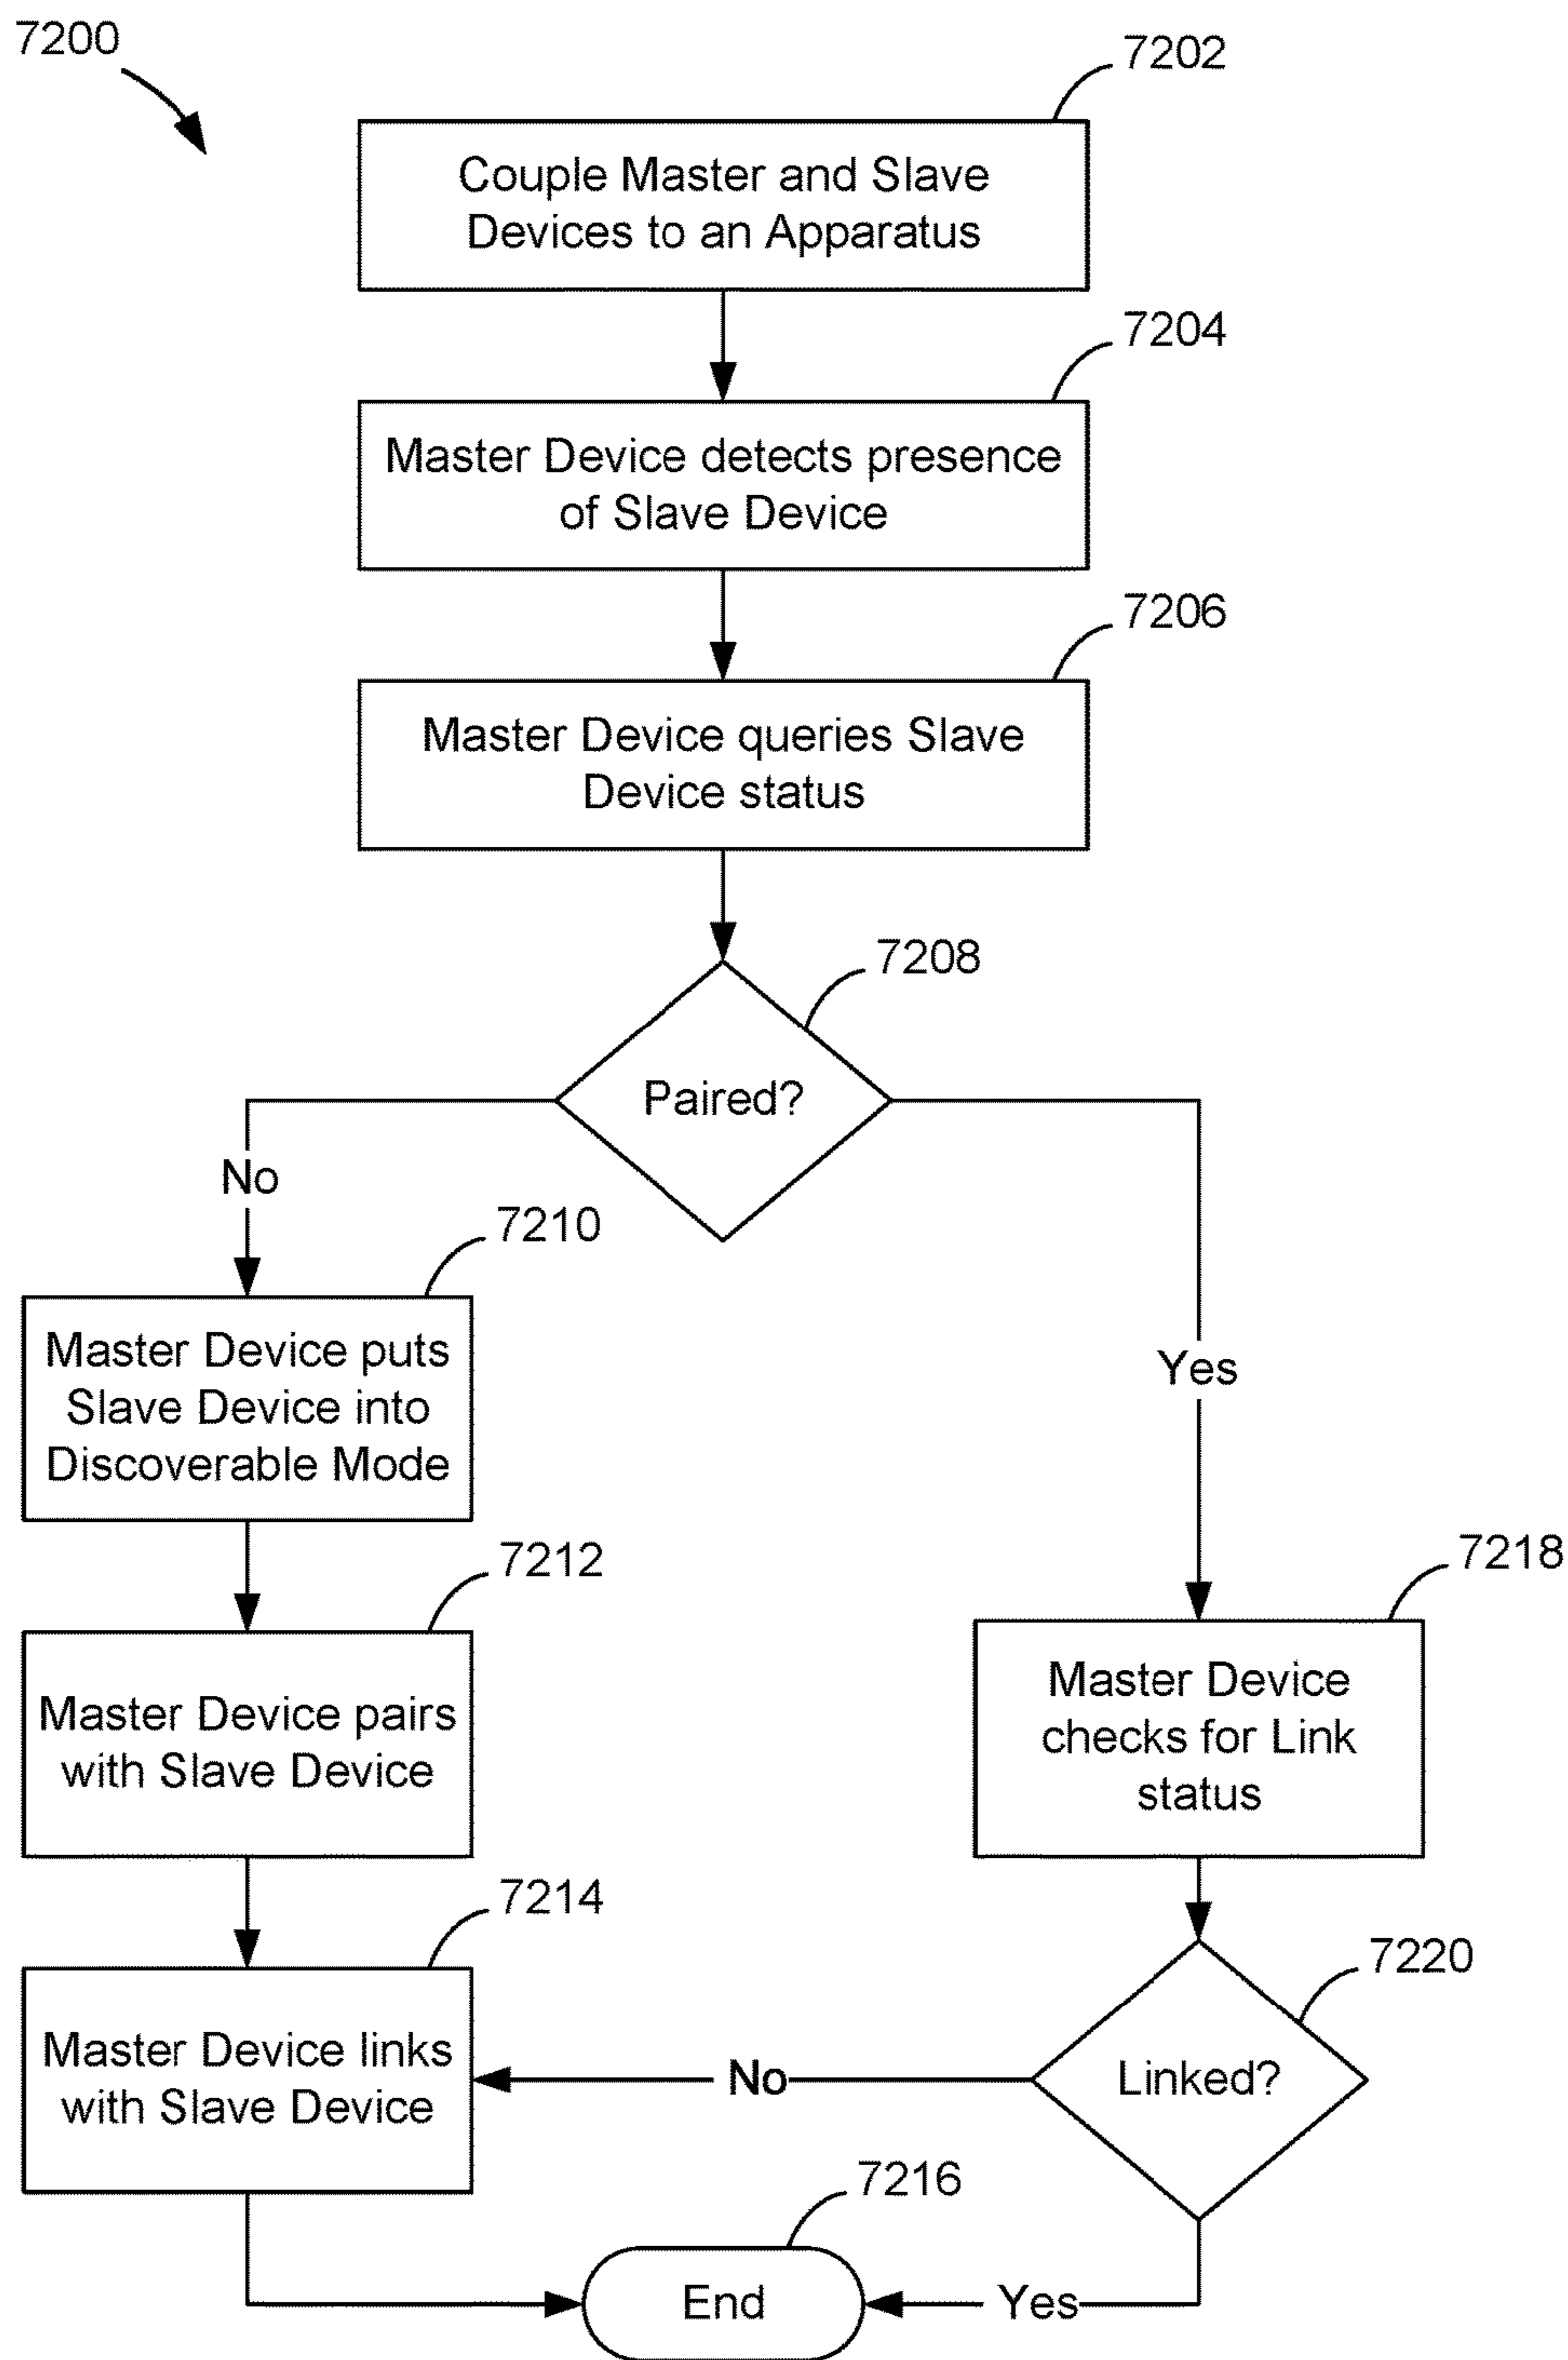 7200
7202
Couple Master and Slave
Devices to an Apparatus
7204
Master Device detects presence
of Slave Device
7206
Master Device queries Slave
Device status
7208
Paired?
No
Yes
7210
Master Device puts
Slave Device into
Discoverable Mode
7212
Master Device pairs
with Slave Device
7218
Master Device
checks for Link
status
7214
Master Device links
with Slave Device
7220
Linked?
No
7216
End
Yes